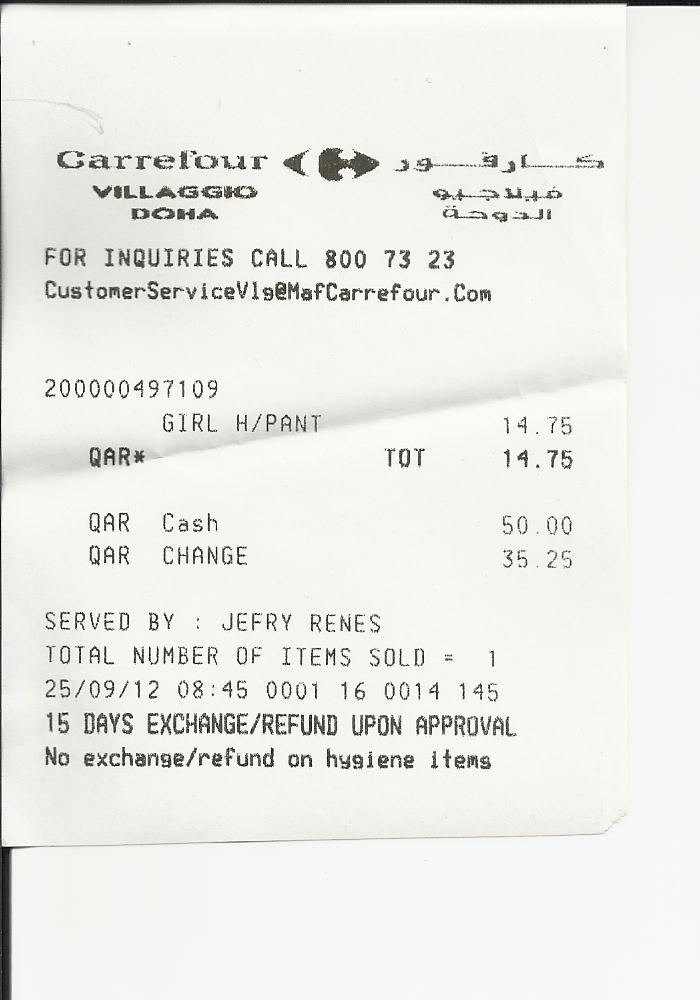 Carrefour كارفور
VILLAGGIO فيلاجيو
DOHA الدوحة
FOR INQUIRIES CALL 800 73 23
CustomerServiceVlg@MafCarrefour.Com
200000497109
GIRL H/PANT 14.75
QAR* TOT 14.75
QAR Cash 50.00
QAR CHANGE 35.25
SERVED BY : JEFRY RENES
TOTAL NUMBER OF ITEMS SOLD = 1
25/09/12 08:45 0001 16 0014 145
15 DAYS EXCHANGE/REFUND UPON APPROVAL
No exchange/refund on hygiene items